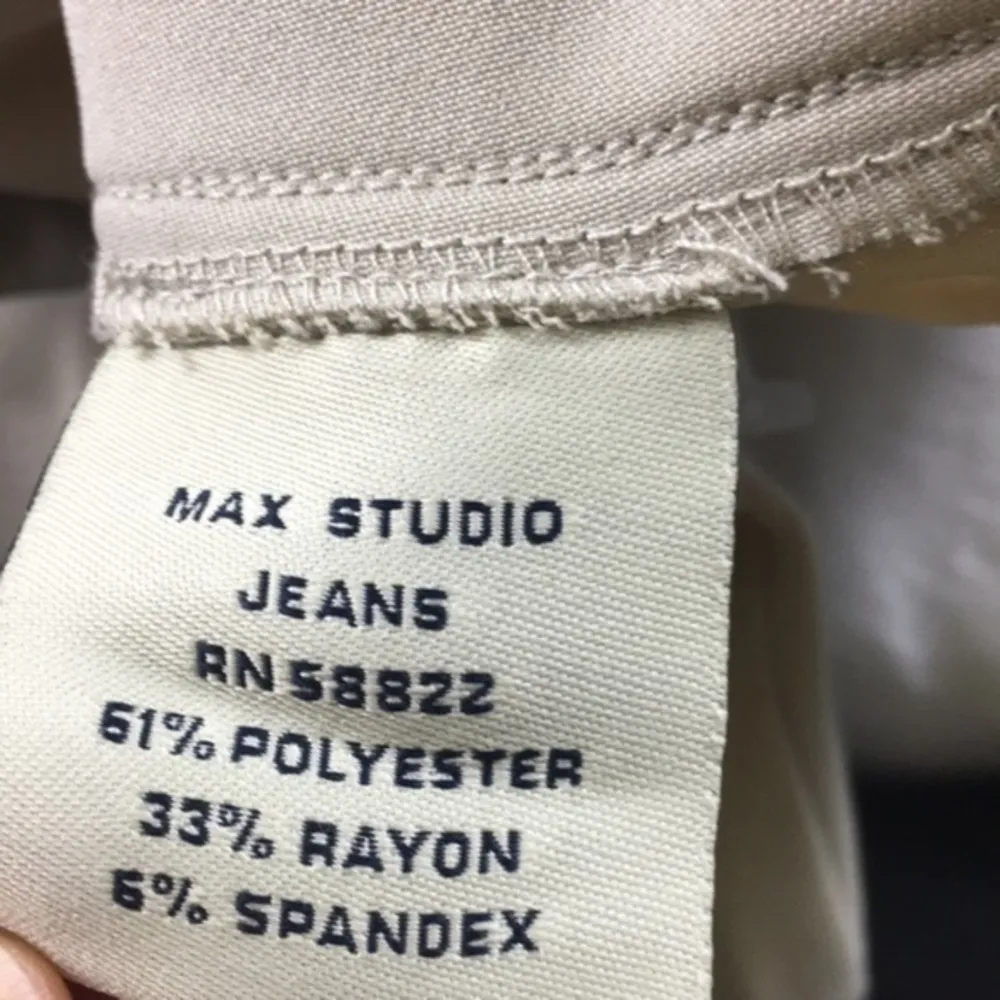 MAX STUDIO
JEANS
RN 58822
61% POLYESTER
33% RAYON
6% SPANDEX